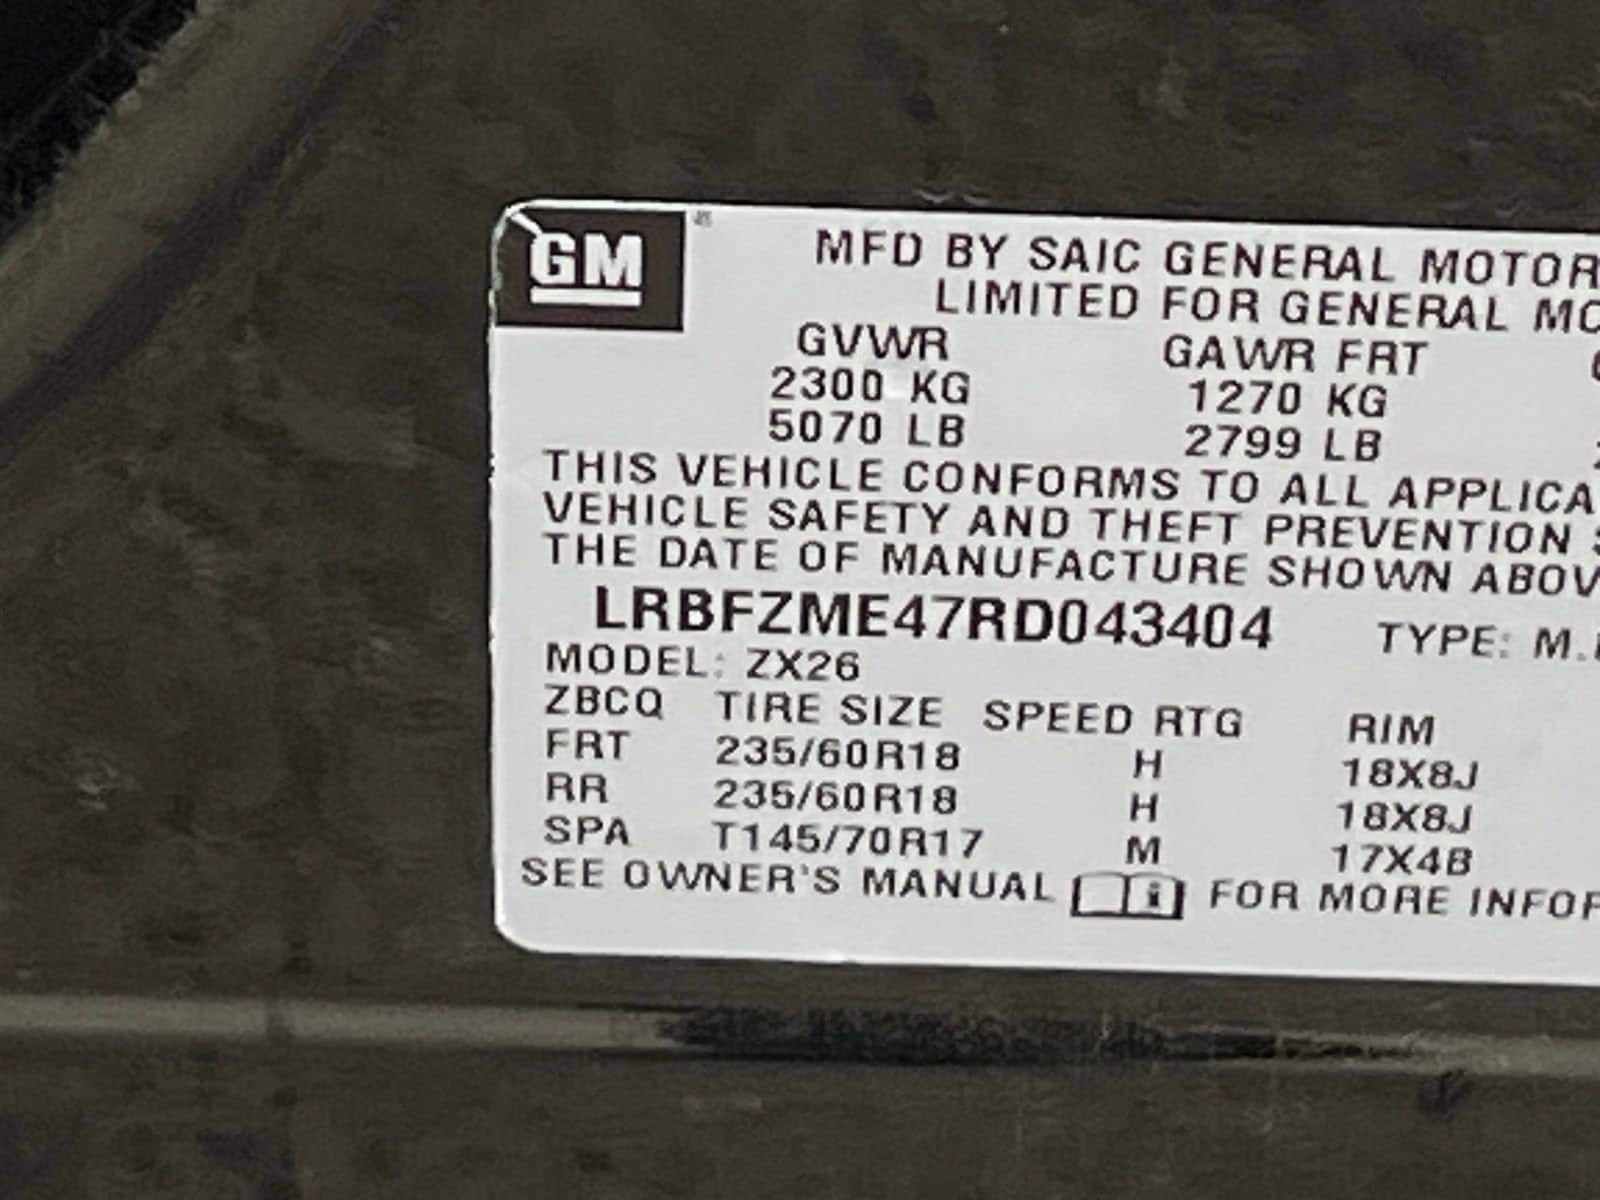 GM
MFD BY SAIC GENERAL MOTOR
LIMITED FOR GENERAL MO
GVWR GAWR FRT
2300 KG 1270 KG
5070 LB 2799 LB
THIS VEHICLE CONFORMS TO ALL APPLICA
VEHICLE SAFETY AND THEFT PREVENTION
THE DATE OF MANUFACTURE SHOWN ABOV
LRBFZME47RD043404 TYPE: M.
MODEL: ZX26
ZBCQ TIRE SIZE SPEED RTG RIM
FRT 235/60R18 H 18X8J
RR 235/60R18 H 18X8J
SPA T145/70R17 M 17X4B
SEE OWNER'S MANUAL FOR MORE INFOR